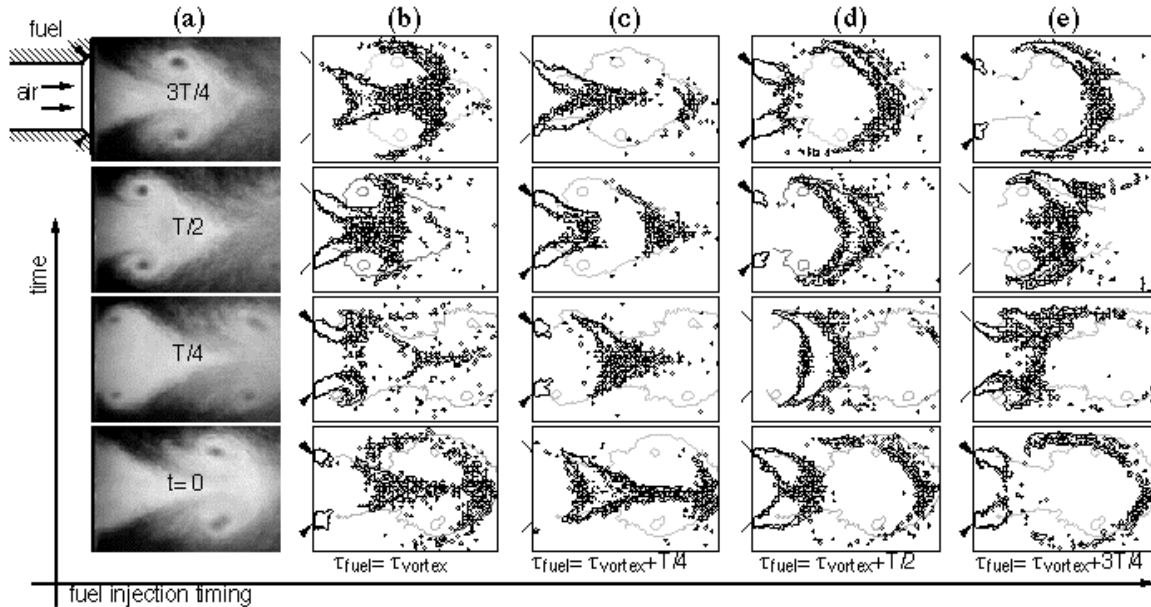 (a) (b) (c) (d) (e)
fuel
air
3T/4
T/2
time
T/4
t= 0
τfuel= τvortex
τfuel= τvortex+T/4
τfuel= τvortex+T/2
τfuel= τvortex+3T/4
fuel injection timing